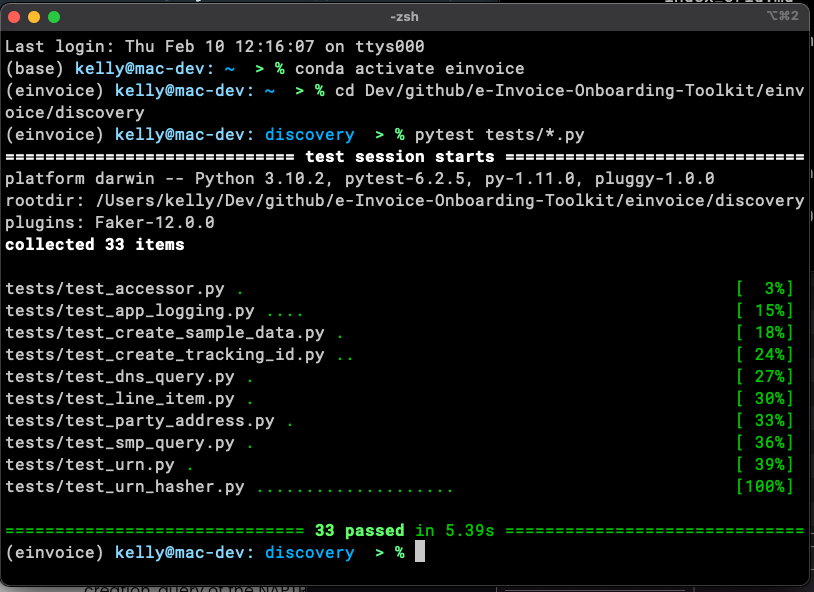 -zsh
⌥⌘2
Last login: Thu Feb 10 12:16:07 on ttys000
(base) kelly@mac-dev: ~  > % conda activate einvoice
(einvoice) kelly@mac-dev: ~  > % cd Dev/github/e-Invoice-Onboarding-Toolkit/einv
oice/discovery
(einvoice) kelly@mac-dev: discovery  > % pytest tests/*.py
============================= test session starts ==============================
platform darwin -- Python 3.10.2, pytest-6.2.5, py-1.11.0, pluggy-1.0.0
rootdir: /Users/kelly/Dev/github/e-Invoice-Onboarding-Toolkit/einvoice/discovery
plugins: Faker-12.0.0
collected 33 items
tests/test_accessor.py . [  3%]
tests/test_app_logging.py .... [ 15%]
tests/test_create_sample_data.py . [ 18%]
tests/test_create_tracking_id.py .. [ 24%]
tests/test_dns_query.py . [ 27%]
tests/test_line_item.py . [ 30%]
tests/test_party_address.py . [ 33%]
tests/test_smp_query.py . [ 36%]
tests/test_urn.py . [ 39%]
tests/test_urn_hasher.py .................... [100%]
============================== 33 passed in 5.39s ==============================
(einvoice) kelly@mac-dev: discovery  > %